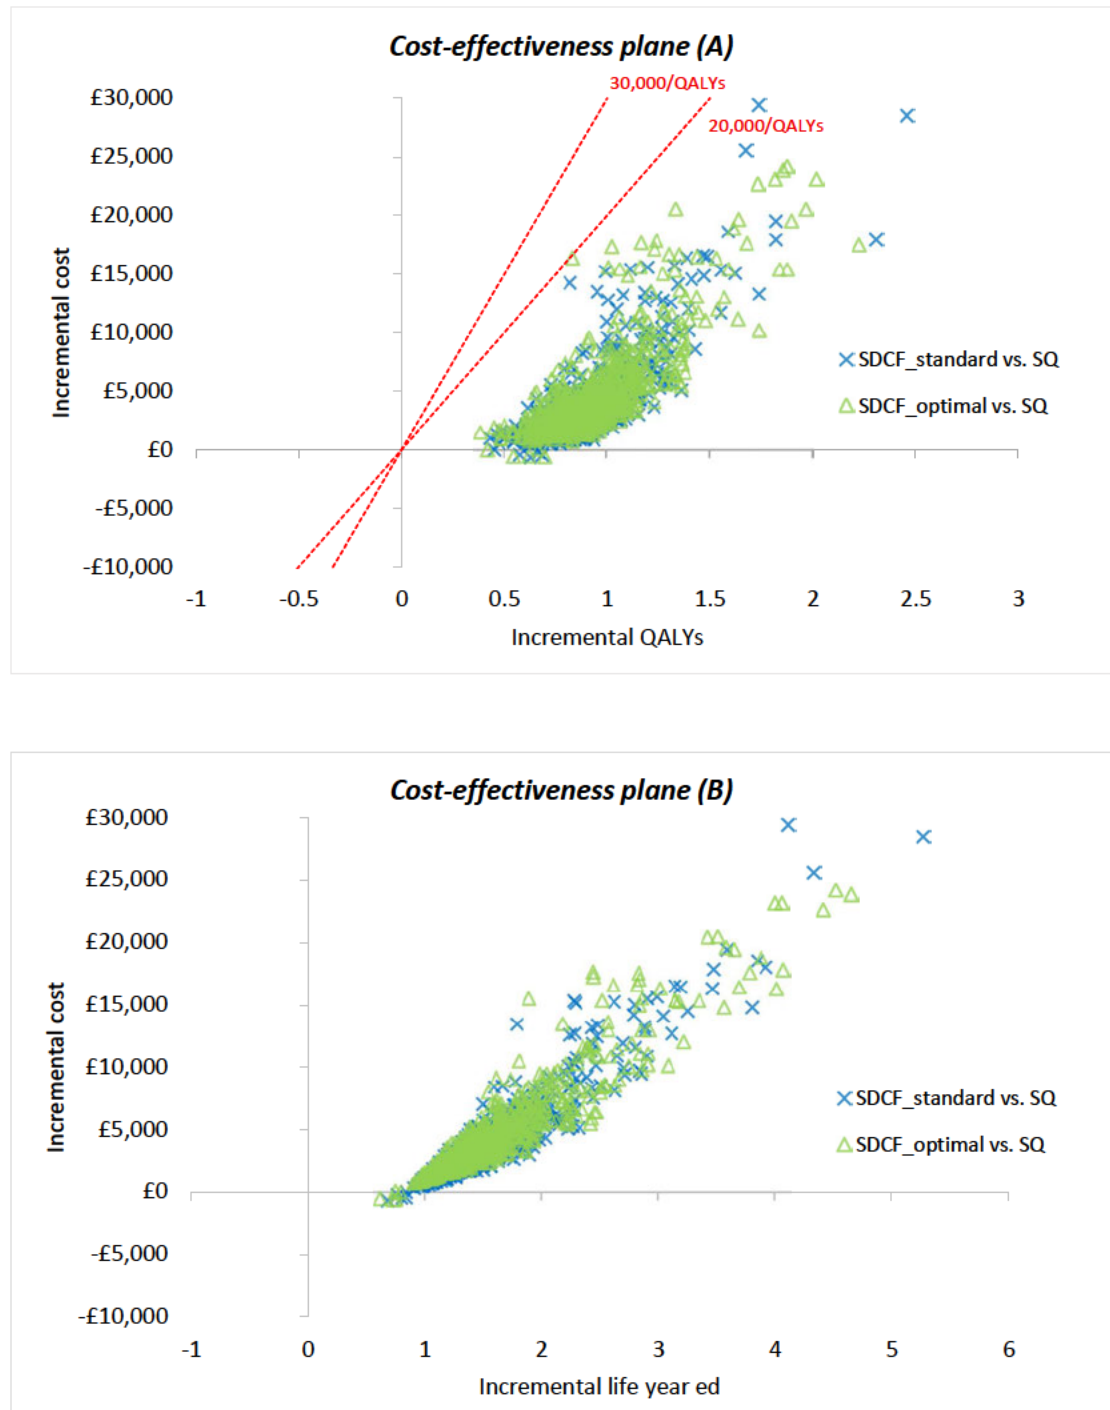 Cost-effectiveness plane (A)
30,000/QALYs
20,000/QALYs
£30,000
£25,000
£20,000
£15,000
£10,000
£5,000
£0
-£5,000
-£10,000
Incremental cost
-1
-0.5
0
0.5
1
1.5
2
2.5
3
Incremental QALYs
SDCF_standard vs. SQ
SDCF_optimal vs. SQ
Cost-effectiveness plane (B)
£30,000
£25,000
£20,000
£15,000
£10,000
£5,000
£0
-£5,000
-£10,000
Incremental cost
-1
0
1
2
3
4
5
6
Incremental life year ed
SDCF_standard vs. SQ
SDCF_optimal vs. SQ